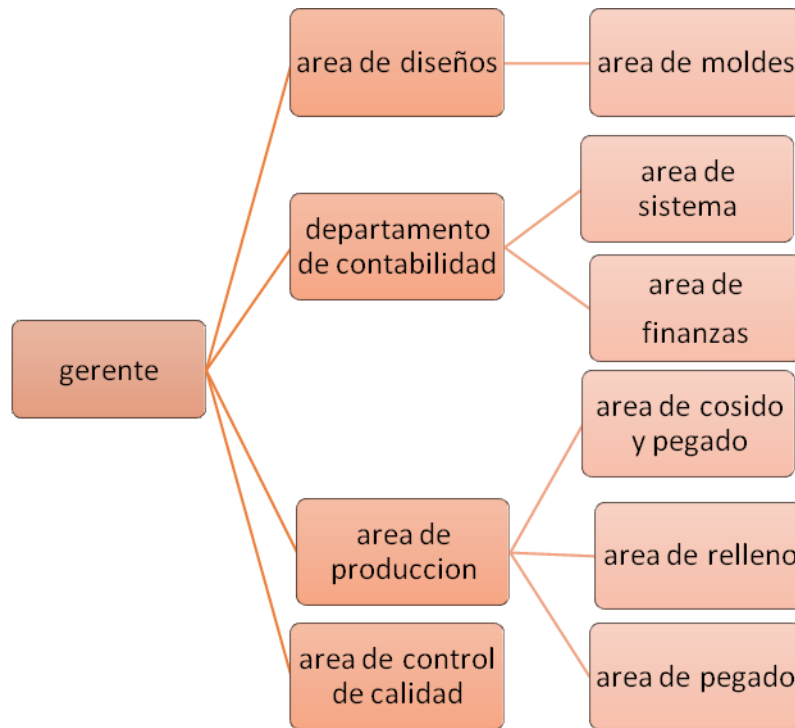 area de diseños
area de moldes
departamento
de contabilidad
area de
sistema
area de
finanzas
gerente
area de cosido
y pegado
area de
produccion
area de relleno
area de control
de calidad
area de pegado